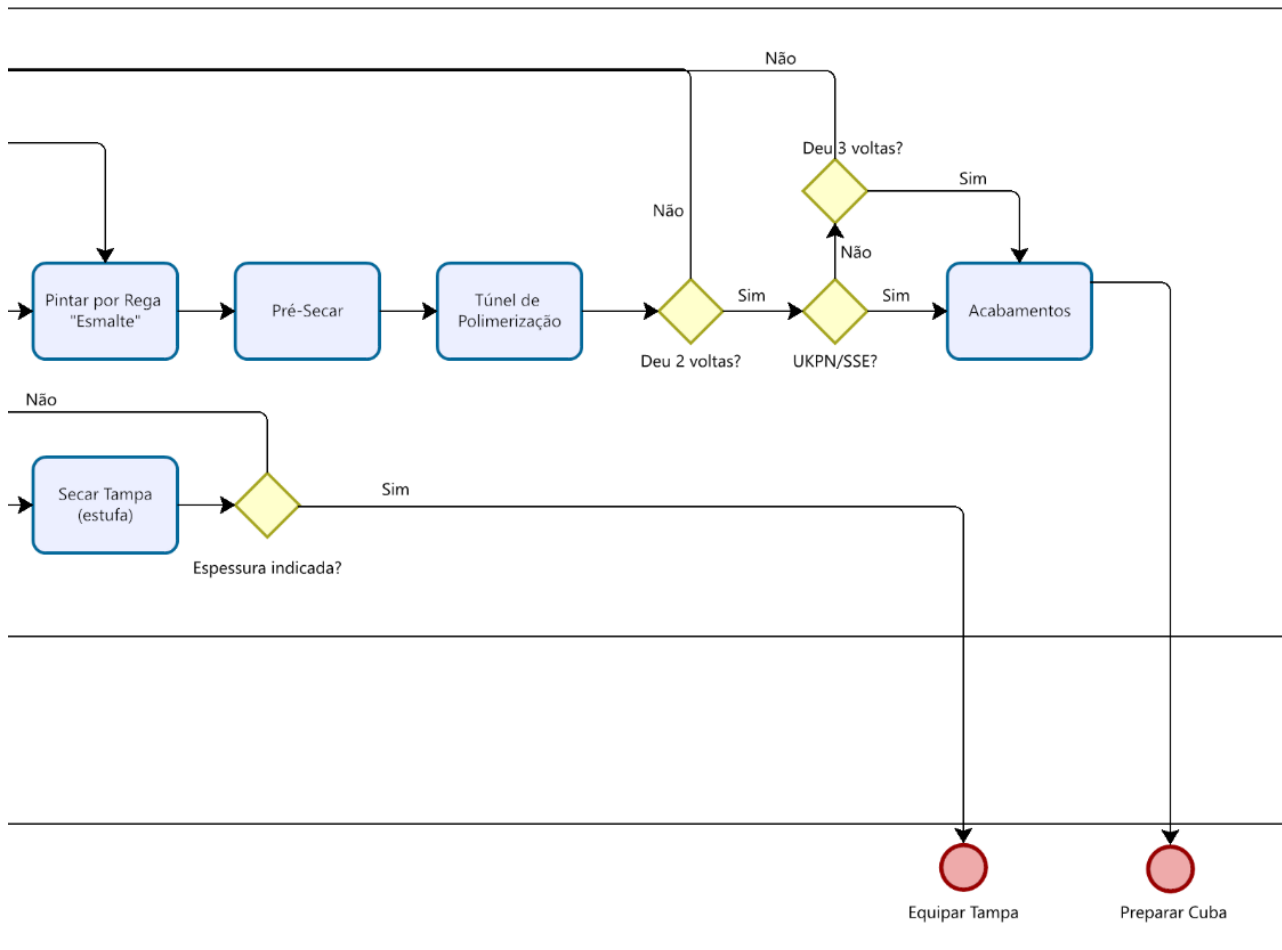 Não
Deu 3 voltas?
Sim
Não
Não
Pintar por Rega
"Esmalte"
Pré-Secar
Túnel de
Polimerização
Sim
Sim
Acabamentos
Deu 2 voltas?
UKPN/SSE?
Não
Secar Tampa
(estufa)
Sim
Espessura indicada?
Equipar Tampa
Preparar Cuba